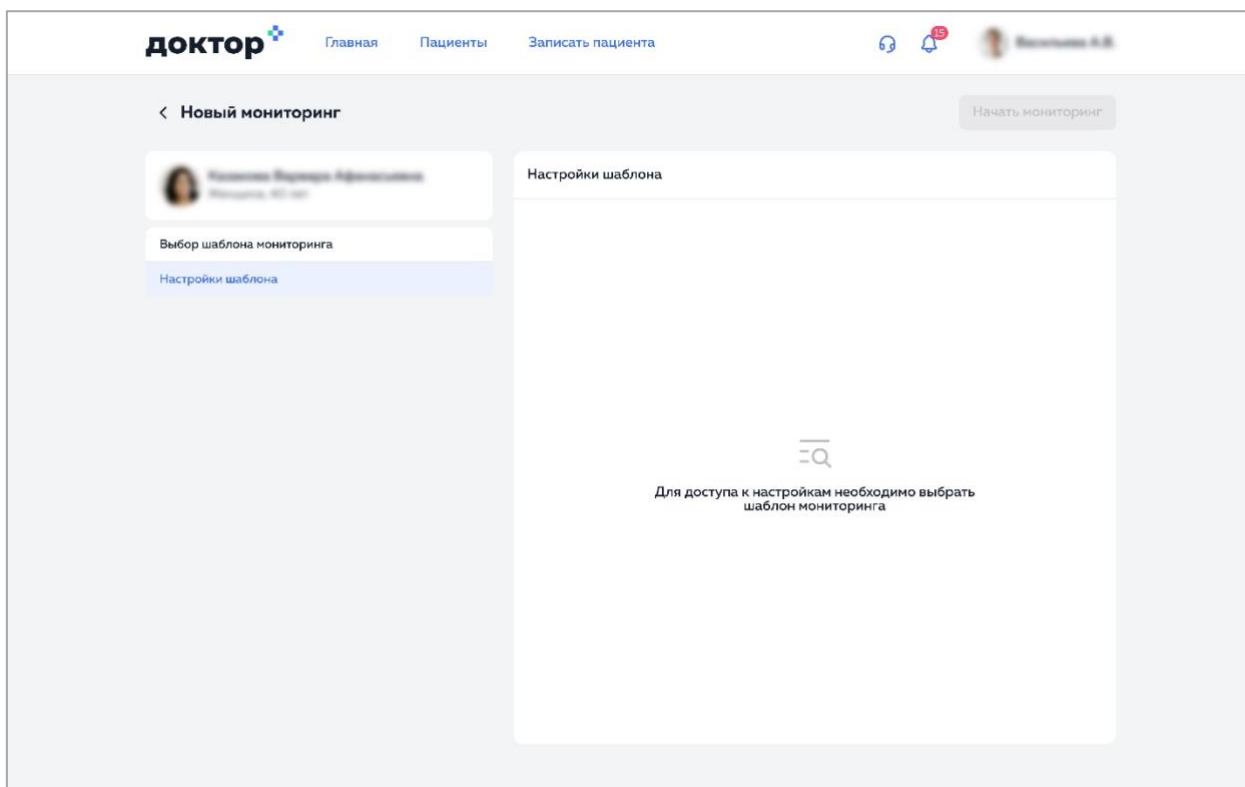 доктор
Главная
Пациенты
Записать пациента
15
Новый мониторинг
Начать мониторинг
Настройки шаблона
Выбор шаблона мониторинга
Настройки шаблона
Для доступа к настройкам необходимо выбрать
шаблон мониторинга